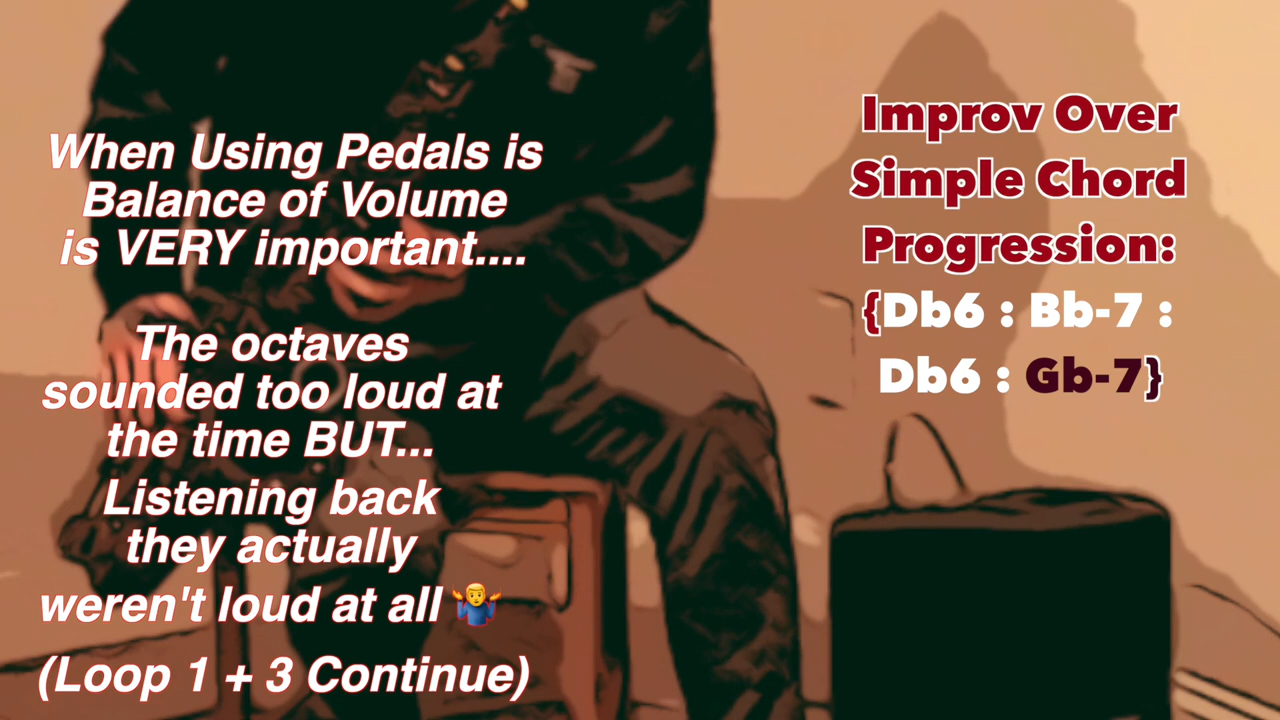 When Using Pedals is
Balance of Volume
is VERY important....
The octaves
sounded too loud at
the time BUT...
Listening back
they actually
weren't loud at all 🤷‍♂️
(Loop 1 + 3 Continue)
Improv Over
Simple Chord
Progression:
{Db6 : Bb-7 :
Db6 : Gb-7}